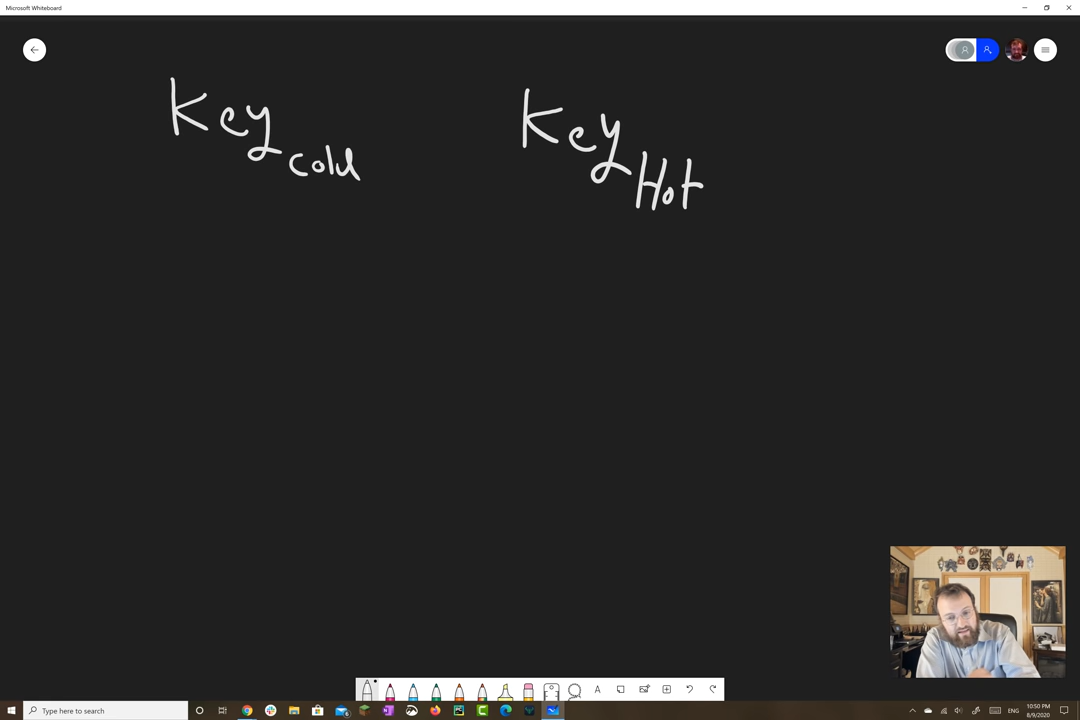 Microsoft Whiteboard
Key cold
Key Hot
A
Type here to search
ENG
10:50 PM
8/9/2020